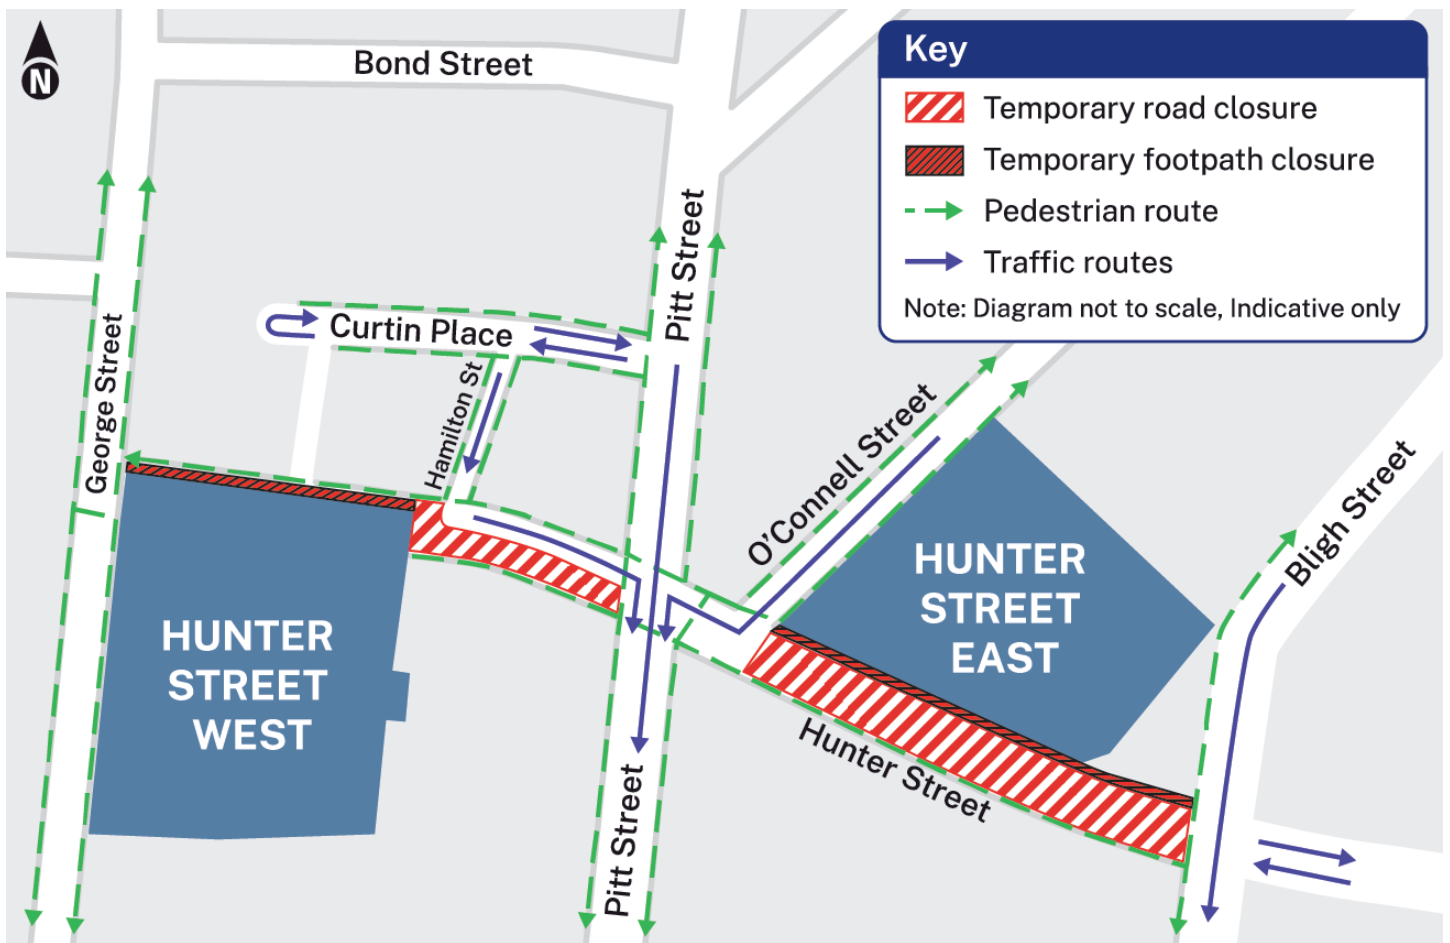 N
Bond Street
Key
Temporary road closure
Temporary footpath closure
Pedestrian route
Traffic routes
Note: Diagram not to scale, Indicative only
Pitt Street
Curtin Place
George Street
Hamilton St
O'Connell Street
Bligh Street
HUNTER
STREET
EAST
HUNTER
STREET
WEST
Hunter Street
Pitt Street